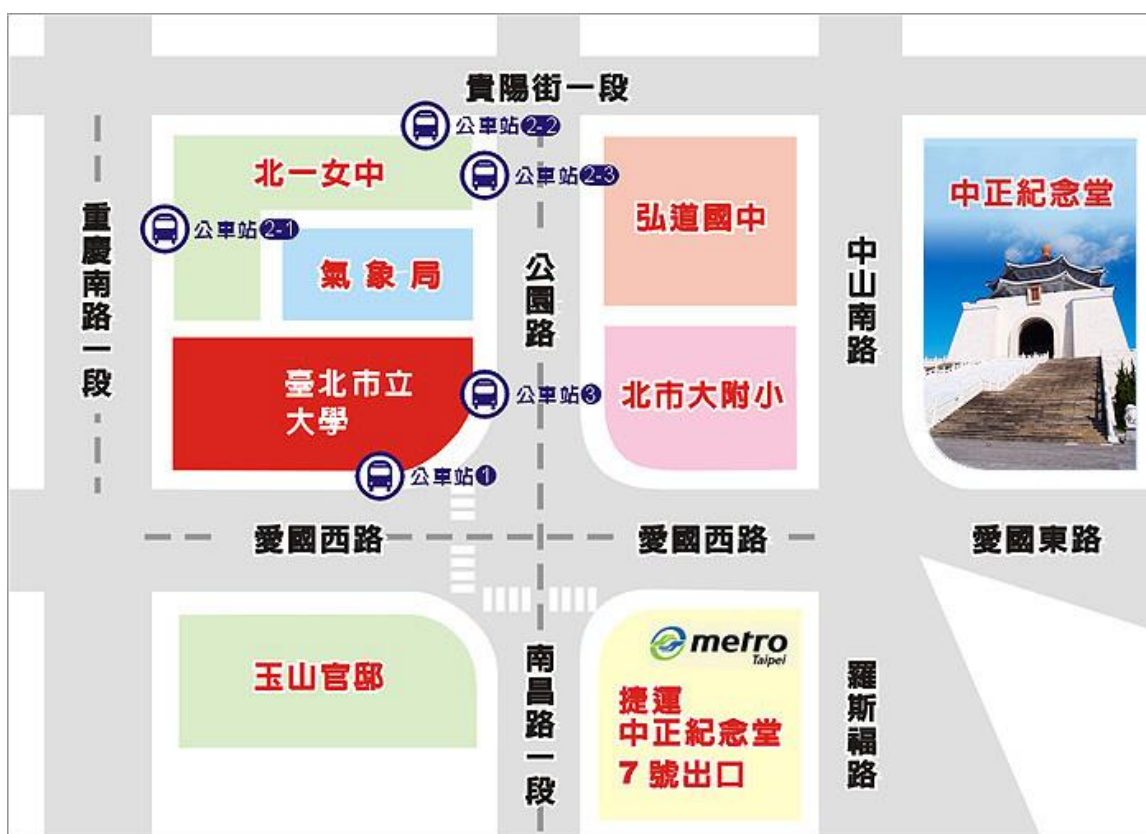 貴陽街一段
公車站2-2
北一女中
公車站2-3
中正紀念堂
弘道國中
重慶南路一段
公車站2-1
氣象局
公園路
中山南路
臺北市立
大學
公車站3
北市大附小
公車站1
愛國西路
愛國西路
愛國東路
metro
Taipei
玉山官邸
南昌路一段
捷運
中正紀念堂
7號出口
羅斯福路